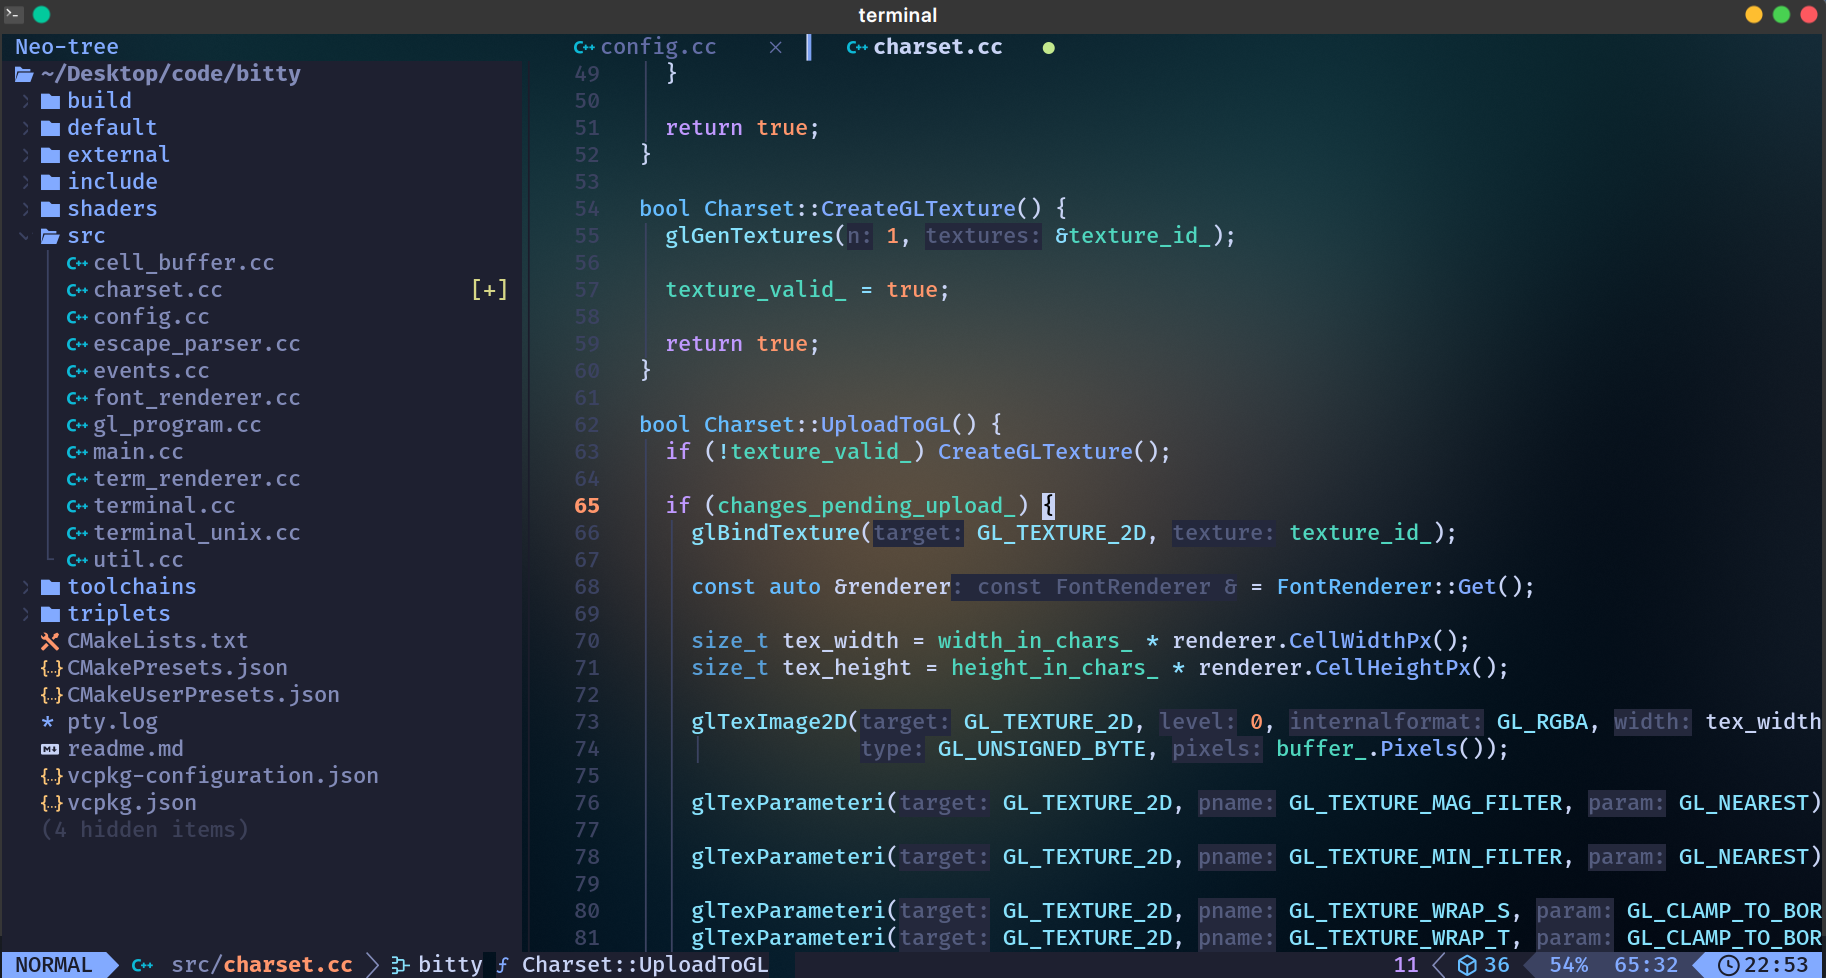 terminal
Neo-tree
~/Desktop/code/bitty
build
default
external
include
shaders
src
cell_buffer.cc
charset.cc [+]
config.cc
escape_parser.cc
events.cc
font_renderer.cc
gl_program.cc
main.cc
term_renderer.cc
terminal.cc
terminal_unix.cc
util.cc
toolchains
triplets
CMakeLists.txt
{..} CMakePresets.json
{..} CMakeUserPresets.json
* pty.log
readme.md
{..} vcpkg-configuration.json
{..} vcpkg.json
(4 hidden items)
C++ config.cc × C++ charset.cc ●
49 }
50
51 return true;
52 }
53
54 bool Charset::CreateGLTexture() {
55 glGenTextures(n: 1, textures: &texture_id_);
56
57 texture_valid_ = true;
58
59 return true;
60 }
61
62 bool Charset::UploadToGL() {
63 if (!texture_valid_) CreateGLTexture();
64
65 if (changes_pending_upload_) {
66 glBindTexture(target: GL_TEXTURE_2D, texture: texture_id_);
67
68 const auto &renderer: const FontRenderer & = FontRenderer::Get();
69
70 size_t tex_width = width_in_chars_ * renderer.CellWidthPx();
71 size_t tex_height = height_in_chars_ * renderer.CellHeightPx();
72
73 glTexImage2D(target: GL_TEXTURE_2D, level: 0, internalformat: GL_RGBA, width: tex_width
74 type: GL_UNSIGNED_BYTE, pixels: buffer_.Pixels());
75
76 glTexParameteri(target: GL_TEXTURE_2D, pname: GL_TEXTURE_MAG_FILTER, param: GL_NEAREST)
77
78 glTexParameteri(target: GL_TEXTURE_2D, pname: GL_TEXTURE_MIN_FILTER, param: GL_NEAREST)
79
80 glTexParameteri(target: GL_TEXTURE_2D, pname: GL_TEXTURE_WRAP_S, param: GL_CLAMP_TO_BOR
81 glTexParameteri(target: GL_TEXTURE_2D, pname: GL_TEXTURE_WRAP_T, param: GL_CLAMP_TO_BOR
NORMAL C++ src/charset.cc bitty f Charset::UploadToGL 11 36 54% 65:32 22:53